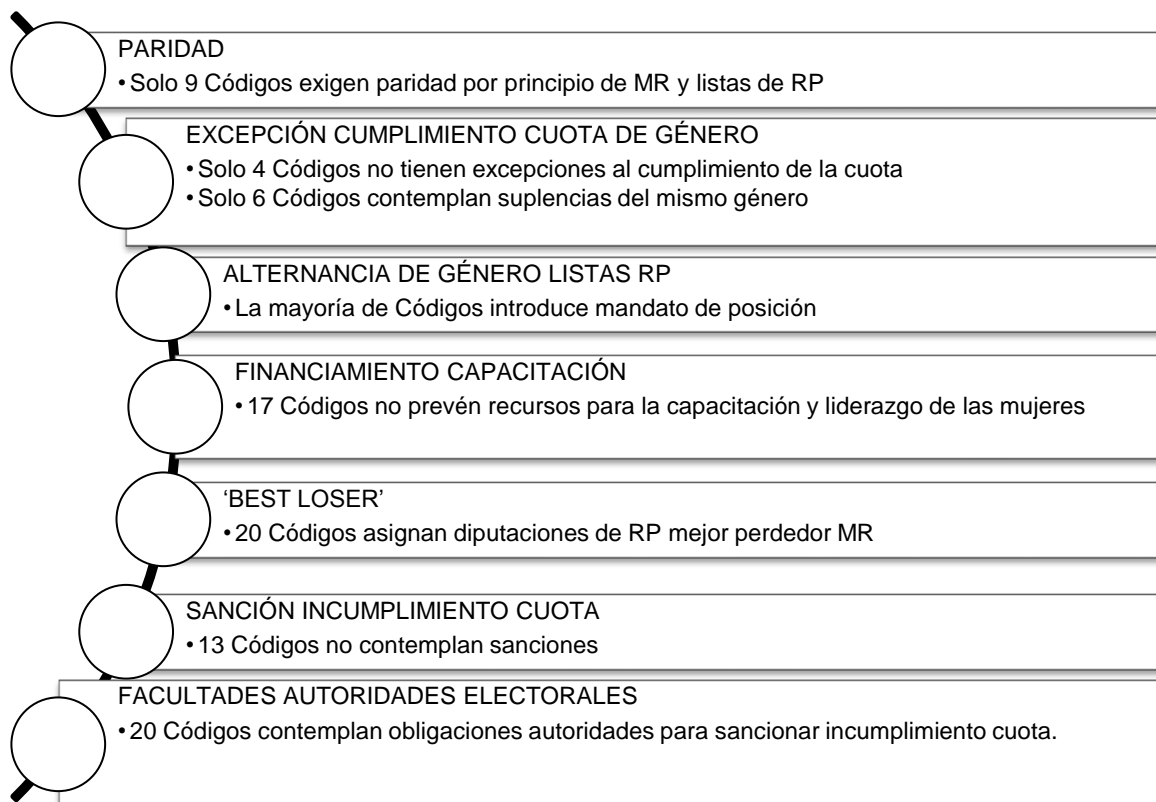 PARIDAD
•Solo 9 Códigos exigen paridad por principio de MR y listas de RP
EXCEPCIÓN CUMPLIMIENTO CUOTA DE GÉNERO
•Solo 4 Códigos no tienen excepciones al cumplimiento de la cuota
•Solo 6 Códigos contemplan suplencias del mismo género
ALTERNANCIA DE GÉNERO LISTAS RP
•La mayoría de Códigos introduce mandato de posición
FINANCIAMIENTO CAPACITACIÓN
•17 Códigos no prevén recursos para la capacitación y liderazgo de las mujeres
‘BEST LOSER’
•20 Códigos asignan diputaciones de RP mejor perdedor MR
SANCIÓN INCUMPLIMIENTO CUOTA
•13 Códigos no contemplan sanciones
FACULTADES AUTORIDADES ELECTORALES
•20 Códigos contemplan obligaciones autoridades para sancionar incumplimiento cuota.